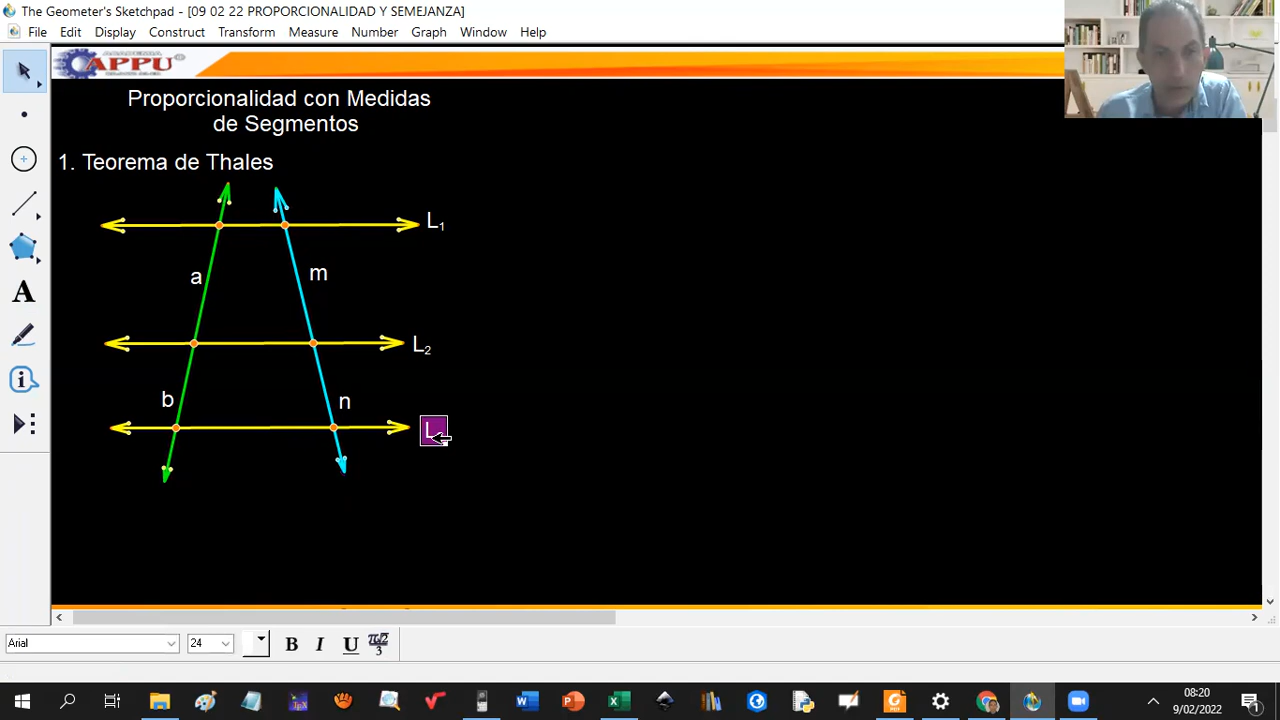 The Geometer's Sketchpad - [09 02 22 PROPORCIONALIDAD Y SEMEJANZA]
File Edit Display Construct Transform Measure Number Graph Window Help
APPU
Proporcionalidad con Medidas
de Segmentos
1. Teorema de Thales
L1
a
m
L2
b
n
L
Arial
24
B I U
08:20
9/02/2022